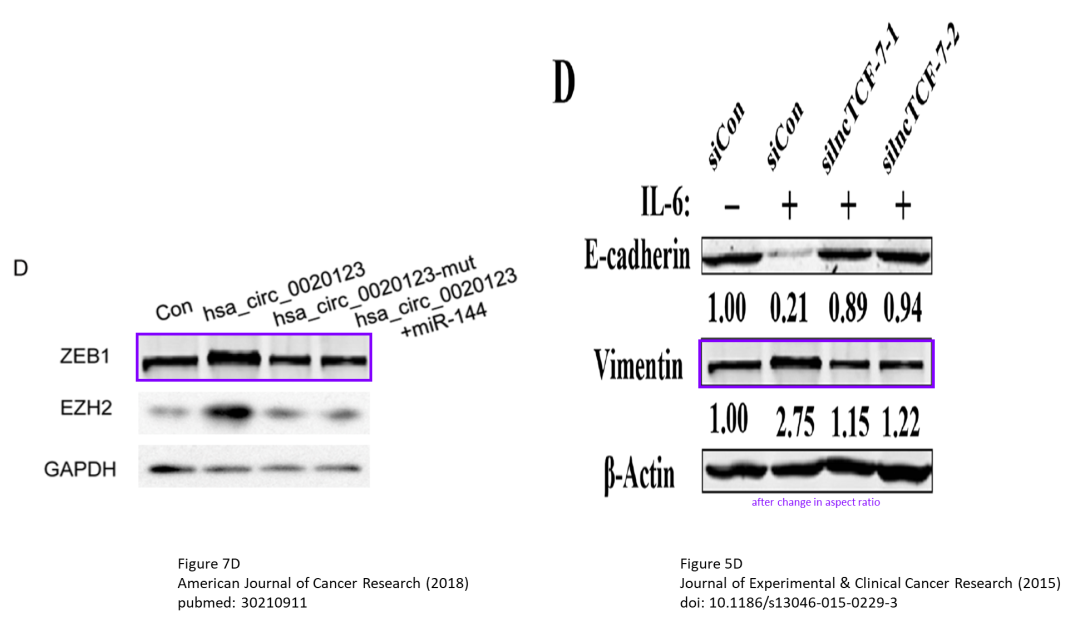 D
Con
hsa_circ_0020123
hsa_circ_0020123-mut
hsa_circ_0020123
+miR-144
ZEB1
EZH2
GAPDH
Figure 7D
American Journal of Cancer Research (2018)
pubmed: 30210911
D
siCon
siCon
silncTCF-7-1
silncTCF-7-2
IL-6: − + + +
E-cadherin
1.00 0.21 0.89 0.94
Vimentin
1.00 2.75 1.15 1.22
β-Actin
after change in aspect ratio
Figure 5D
Journal of Experimental & Clinical Cancer Research (2015)
doi: 10.1186/s13046-015-0229-3